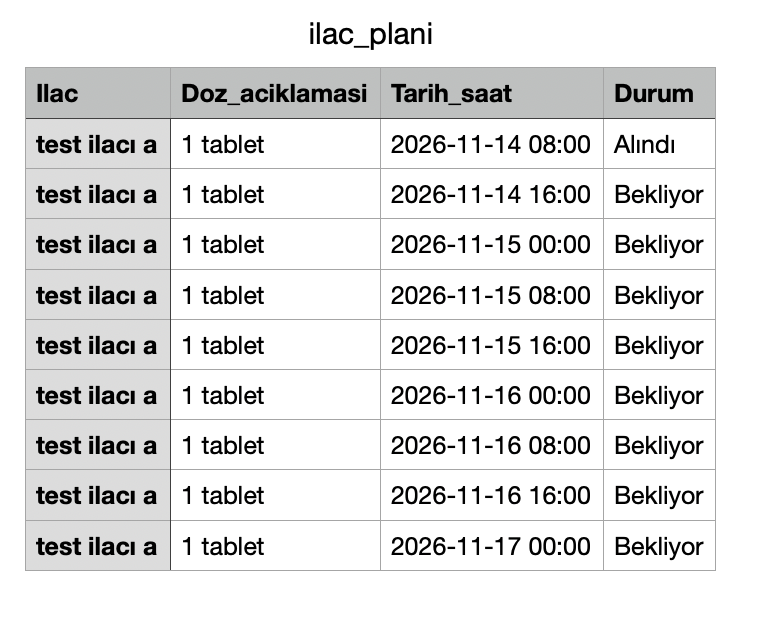 ilac_plani
Ilac Doz_aciklamasi Tarih_saat Durum
test ilacı a 1 tablet 2026-11-14 08:00 Alındı
test ilacı a 1 tablet 2026-11-14 16:00 Bekliyor
test ilacı a 1 tablet 2026-11-15 00:00 Bekliyor
test ilacı a 1 tablet 2026-11-15 08:00 Bekliyor
test ilacı a 1 tablet 2026-11-15 16:00 Bekliyor
test ilacı a 1 tablet 2026-11-16 00:00 Bekliyor
test ilacı a 1 tablet 2026-11-16 08:00 Bekliyor
test ilacı a 1 tablet 2026-11-16 16:00 Bekliyor
test ilacı a 1 tablet 2026-11-17 00:00 Bekliyor